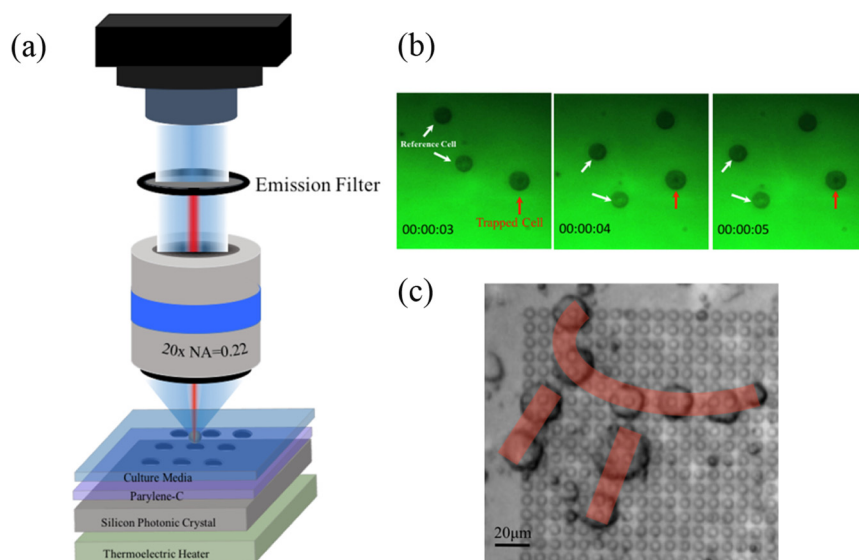 (a)
Emission Filter
20x NA=0.22
Culture Media
Parylene-C
Silicon Photonic Crystal
Thermoelectric Heater
(b)
Reference Cell
Trapped Cell
00:00:03
00:00:04
00:00:05
(c)
20μm